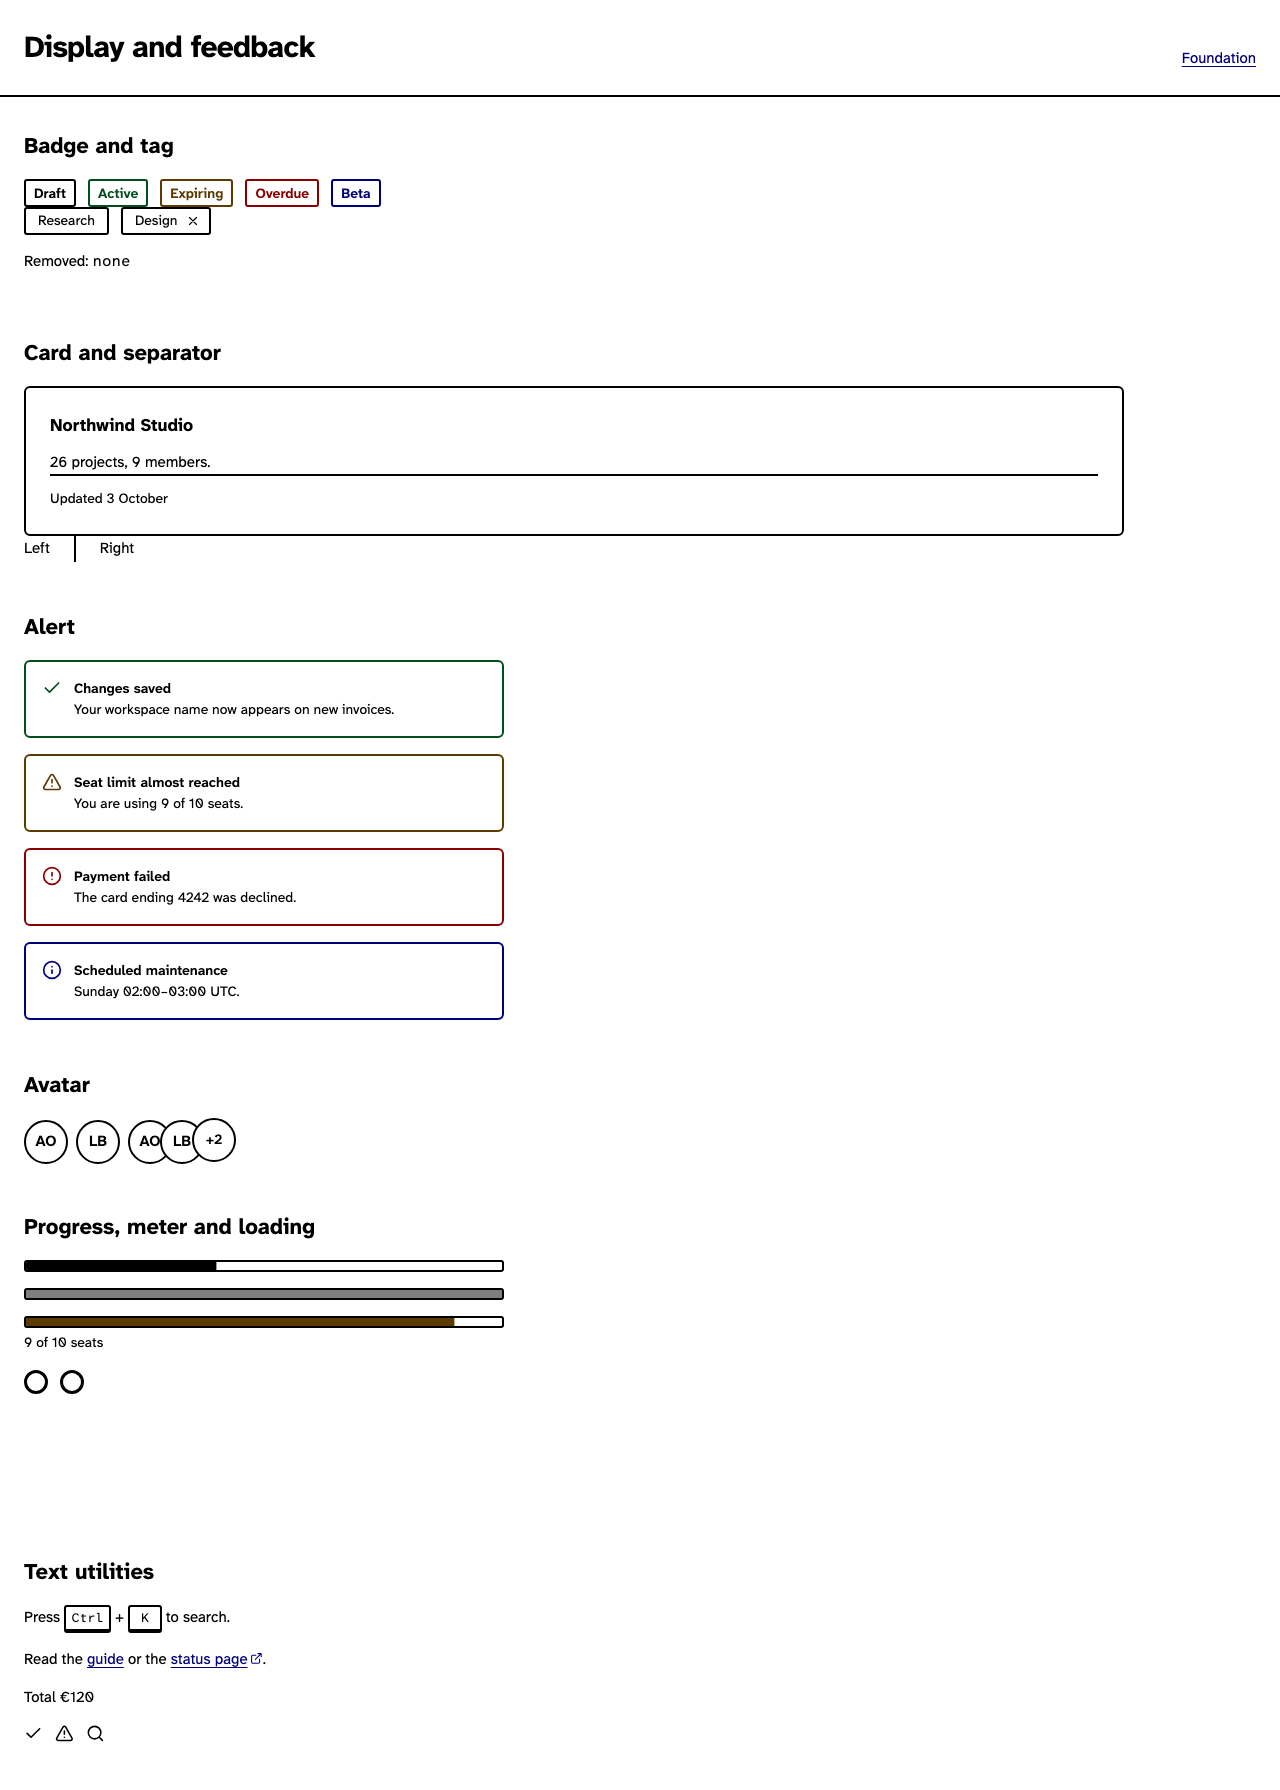 Display and feedback
Foundation
Badge and tag
Draft Active Expiring Overdue Beta
Research Design
Removed: none
Card and separator
Northwind Studio
26 projects, 9 members.
Updated 3 October
Left Right
Alert
Changes saved
Your workspace name now appears on new invoices.
Seat limit almost reached
You are using 9 of 10 seats.
Payment failed
The card ending 4242 was declined.
Scheduled maintenance
Sunday 02:00–03:00 UTC.
Avatar
AO LB AO LB +2
Progress, meter and loading
9 of 10 seats
Text utilities
Press Ctrl + K to search.
Read the guide or the status page.
Total €120